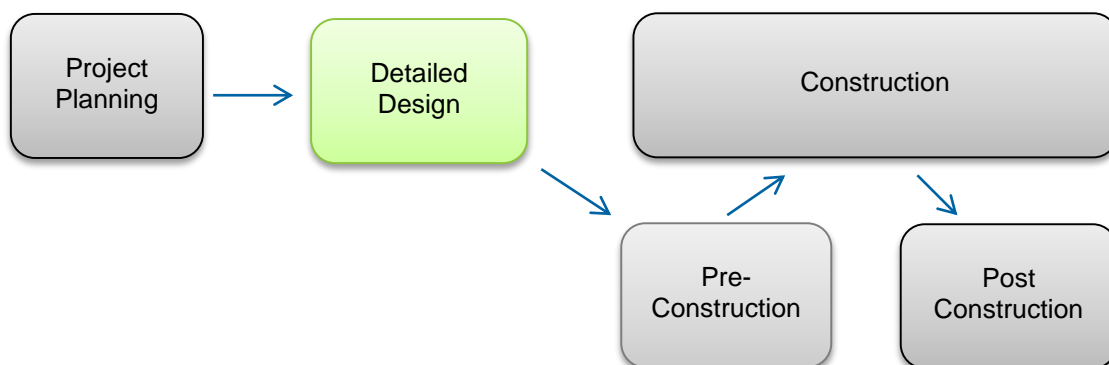 Project
Planning
Detailed
Design
Construction
Pre-
Construction
Post
Construction